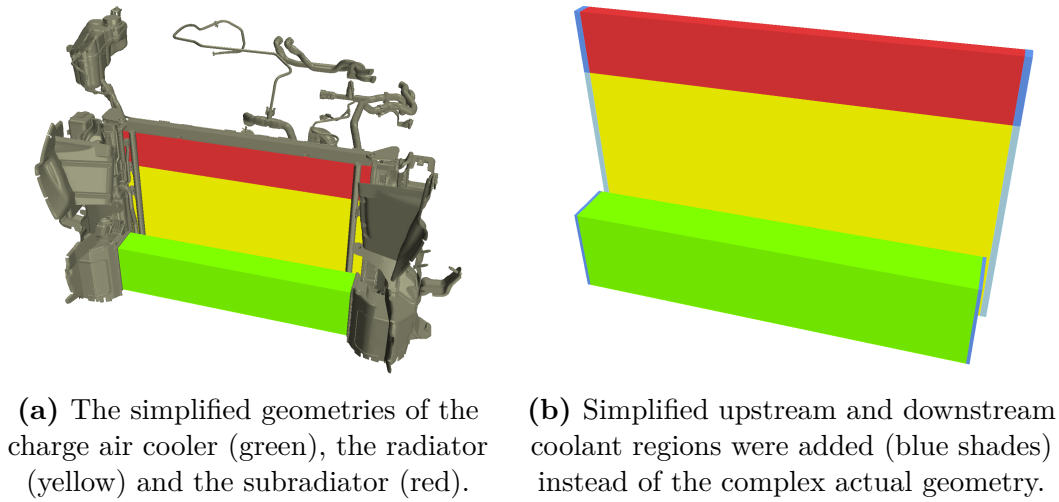 (a) The simplified geometries of the
charge air cooler (green), the radiator
(yellow) and the subradiator (red).
(b) Simplified upstream and downstream
coolant regions were added (blue shades)
instead of the complex actual geometry.